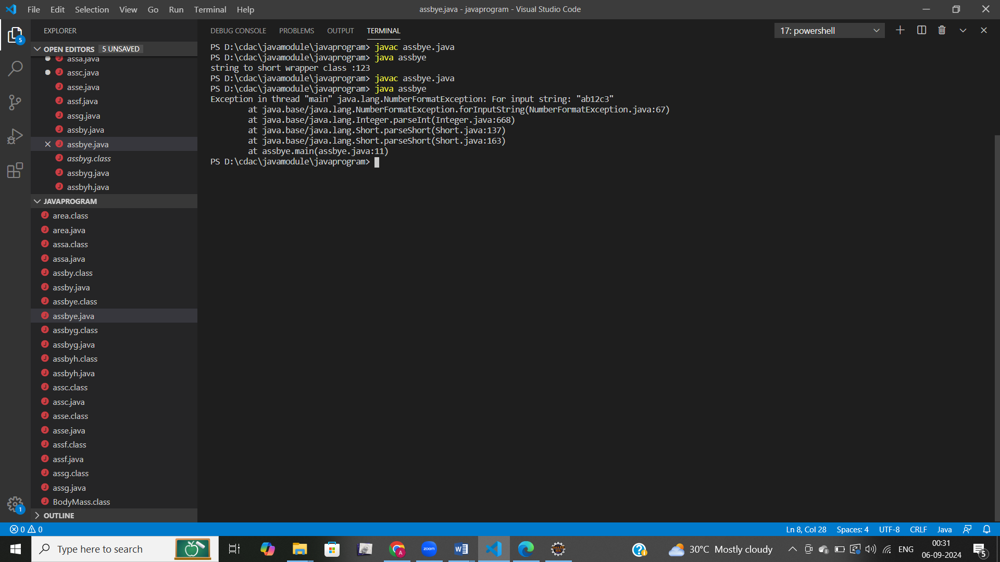 File Edit Selection View Go Run Terminal Help
assbye.java - javaprogram - Visual Studio Code
EXPLORER
OPEN EDITORS 5 UNSAVED
assa.java
assc.java
asse.java
assf.java
assg.java
assby.java
assbye.java
assbyg.class
assbyg.java
assbyh.java
JAVAPROGRAM
area.class
area.java
assa.class
assa.java
assby.class
assby.java
assbye.class
assbye.java
assbyg.class
assbyg.java
assbyh.class
assbyh.java
assc.class
assc.java
asse.class
asse.java
assf.class
assf.java
assg.class
assg.java
BodyMass.class
OUTLINE
5
1
DEBUG CONSOLE PROBLEMS OUTPUT TERMINAL
17: powershell
PS D:\cdac\javamodule\javaprogram> javac assbye.java
PS D:\cdac\javamodule\javaprogram> java assbye
string to short wrapper class :123
PS D:\cdac\javamodule\javaprogram> javac assbye.java
PS D:\cdac\javamodule\javaprogram> java assbye
Exception in thread "main" java.lang.NumberFormatException: For input string: "ab12c3"
at java.base/java.lang.NumberFormatException.forInputString(NumberFormatException.java:67)
at java.base/java.lang.Integer.parseInt(Integer.java:668)
at java.base/java.lang.Short.parseShort(Short.java:137)
at java.base/java.lang.Short.parseShort(Short.java:163)
at assbye.main(assbye.java:11)
PS D:\cdac\javamodule\javaprogram>
0 0
Ln 8, Col 28 Spaces: 4 UTF-8 CRLF Java
Type here to search
zoom
30°C Mostly cloudy
ENG
00:31
06-09-2024
5